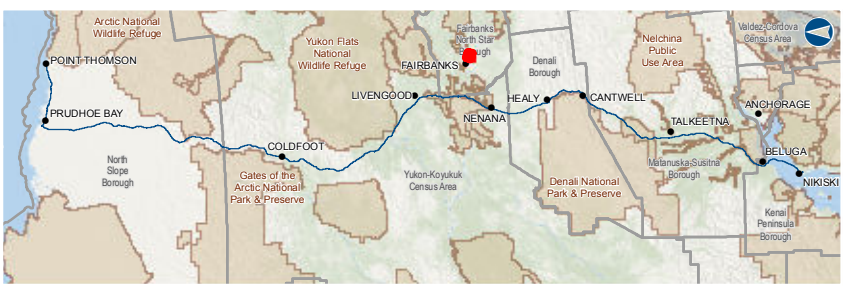 Arctic National
Wildlife Refuge
Yukon Flats
National
Wildlife Refuge
Fairbanks
North Star
Borough
Denali
Borough
Nelchina
Public
Use Area
Valdez-Cordova
Census Area
POINT THOMSON
FAIRBANKS
LIVENGOOD
HEALY
CANTWELL
ANCHORAGE
PRUDHOE BAY
NENANA
TALKEETNA
COLDFOOT
BELUGA
North
Slope
Borough
Gates of the
Arctic National
Park & Preserve
Yukon-Koyukuk
Census Area
Denali National
Park & Preserve
Matanuska-Susitna
Borough
NIKISKI
Kenai
Peninsula
Borough